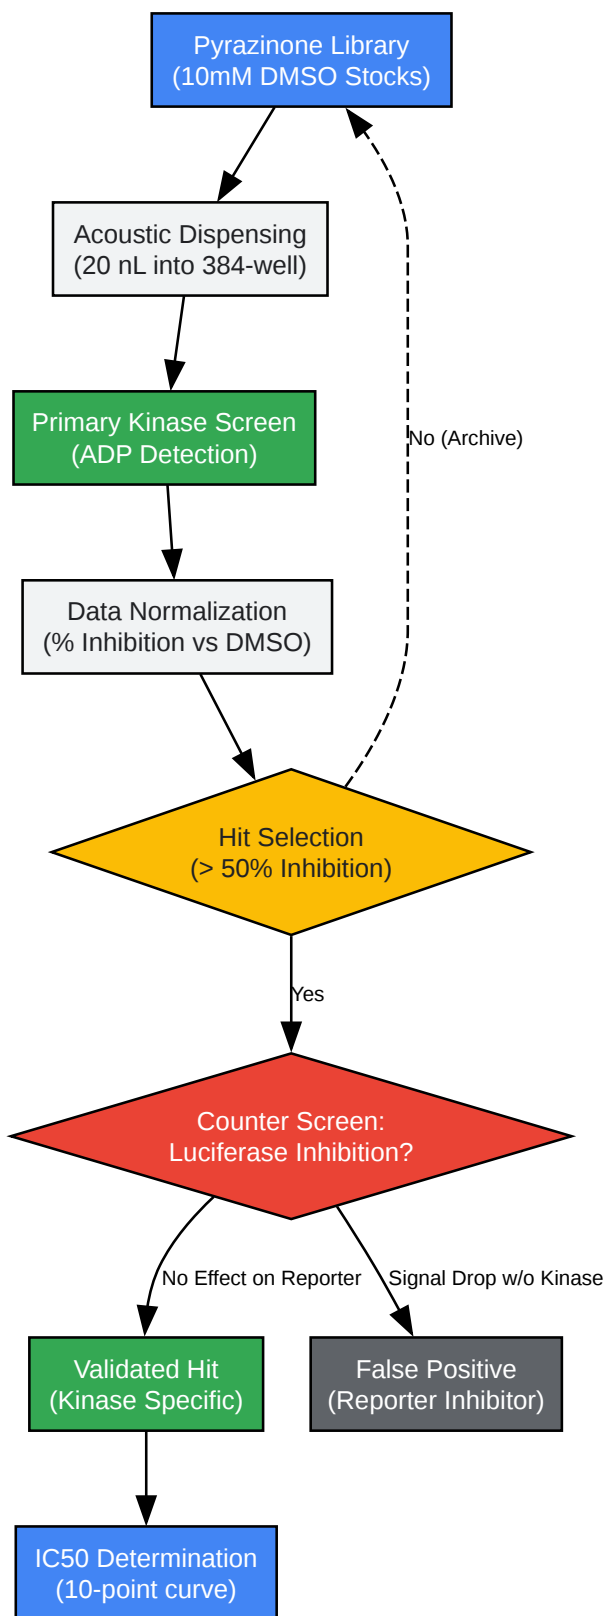 Pyrazinone Library
(10mM DMSO Stocks)
Acoustic Dispensing
(20 nL into 384-well)
Primary Kinase Screen
(ADP Detection)
No (Archive)
Data Normalization
(% Inhibition vs DMSO)
Hit Selection
(> 50% Inhibition)
Yes
Counter Screen:
Luciferase Inhibition?
No Effect on Reporter
Signal Drop w/o Kinase
Validated Hit
(Kinase Specific)
False Positive
(Reporter Inhibitor)
IC50 Determination
(10-point curve)